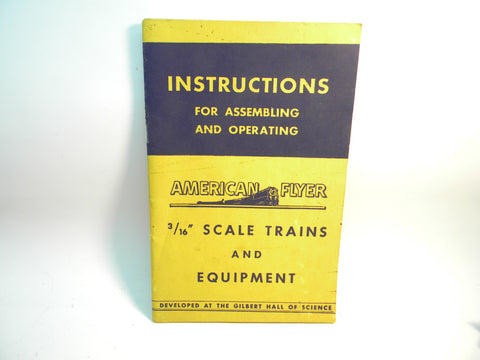 INSTRUCTIONS
FOR ASSEMBLING
AND OPERATING
AMERICAN FLYER
3/16" SCALE TRAINS
AND
EQUIPMENT
DEVELOPED AT THE GILBERT HALL OF SCIENCE